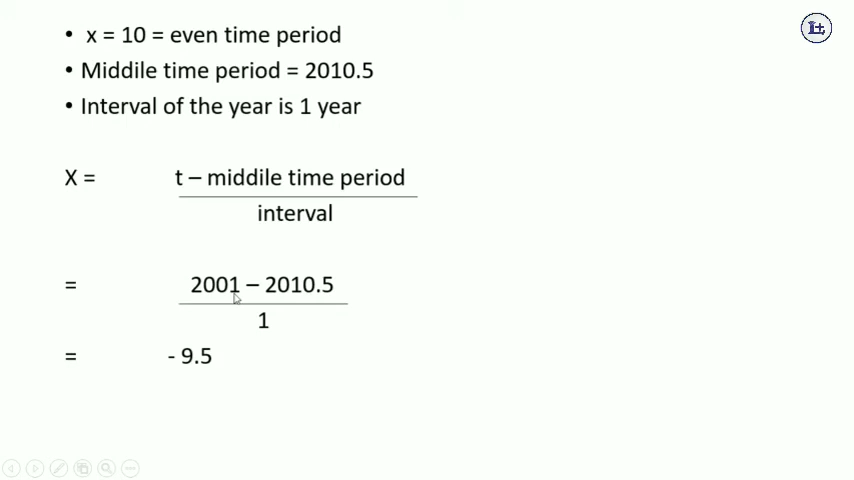 • x = 10 = even time period
• Middile time period = 2010.5
• Interval of the year is 1 year
X = t – middile time period
interval
= 2001 – 2010.5
1
= - 9.5